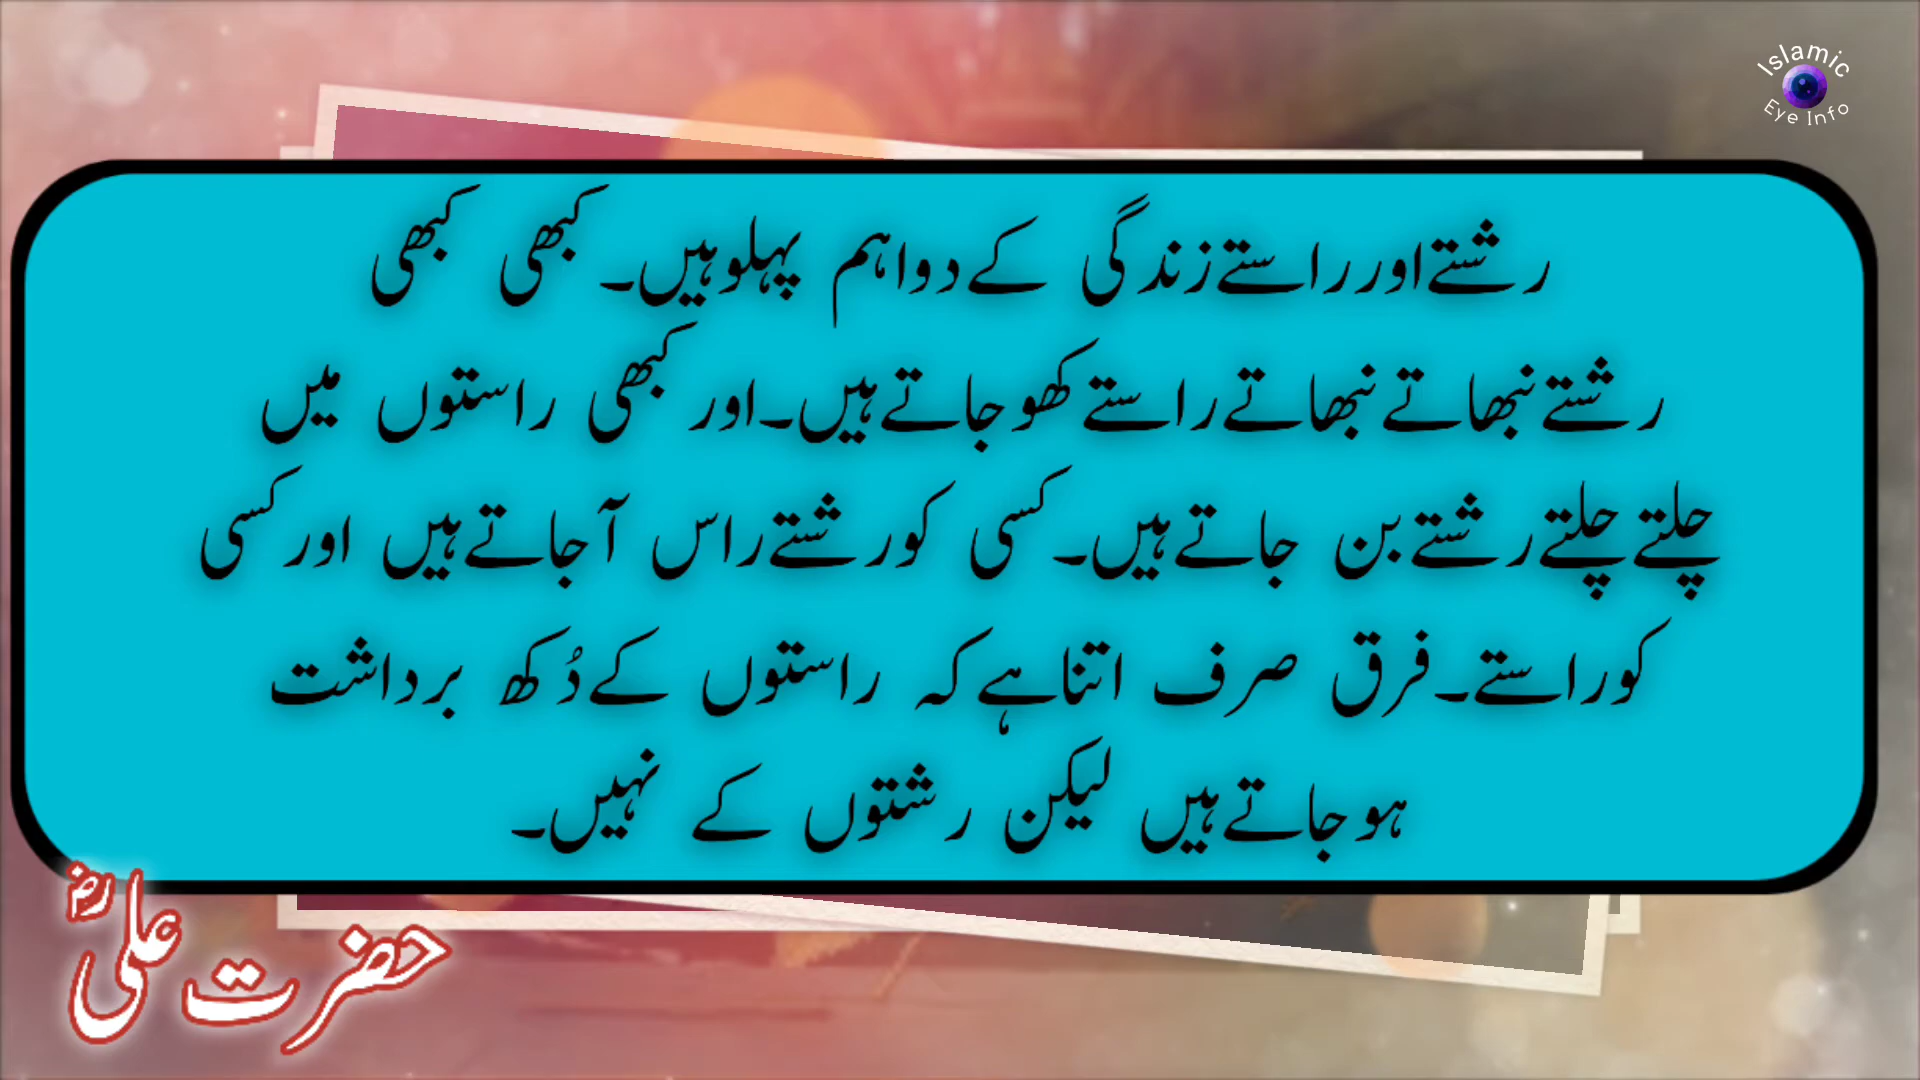 Islamic
Eye Info
رشتے اور راستے زندگی کے دو اہم پہلو ہیں۔ کبھی کبھی
رشتے نبھاتے نبھاتے راستے کھو جاتے ہیں۔ اور کبھی راستوں میں
چلتے چلتے رشتے بن جاتے ہیں۔ کسی کو رشتے راس آ جاتے ہیں اور کسی
کو راستے۔ فرق صرف اتنا ہے کہ راستوں کے دُکھ برداشت
ہو جاتے ہیں لیکن رشتوں کے نہیں۔
حضرت علیؓ